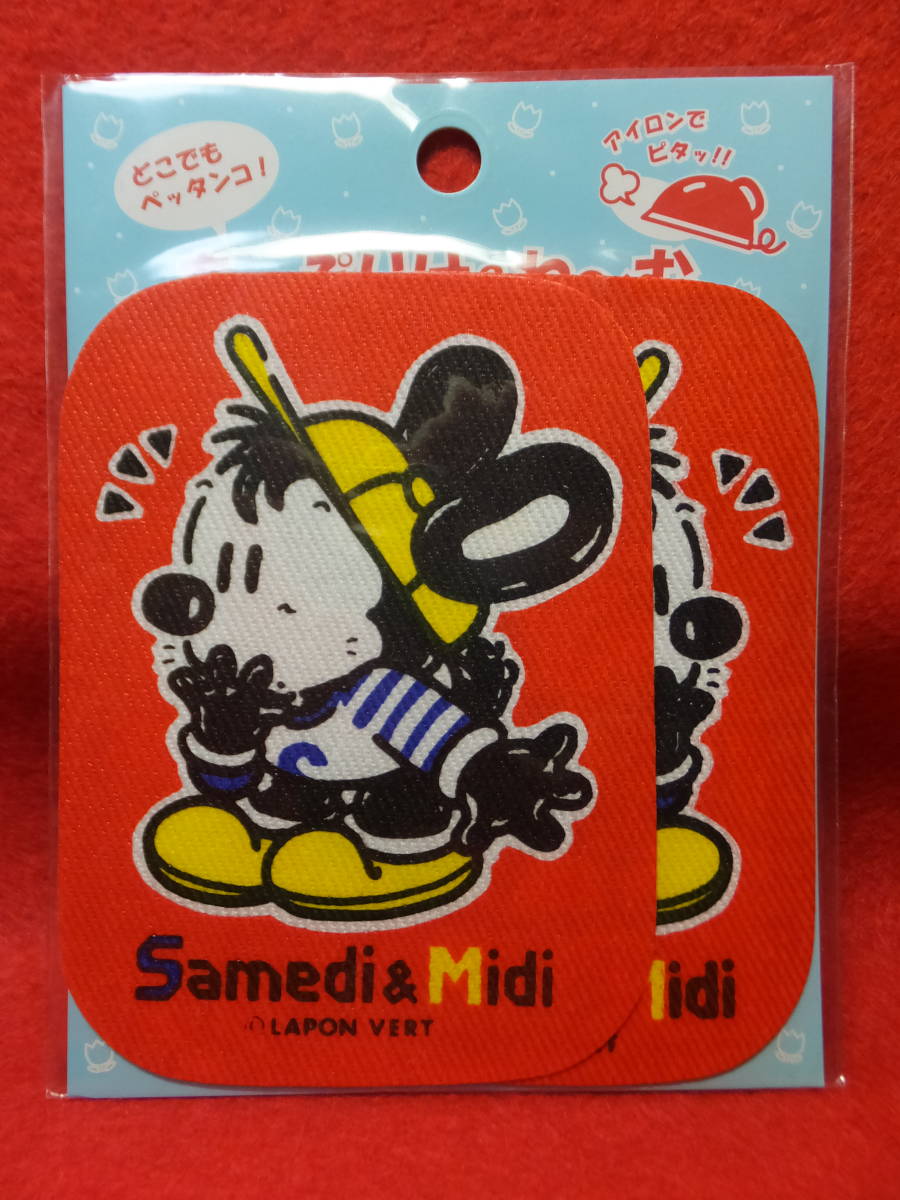 どこでも
ペッタンコ!
アイロンで
ピタッ!!
Samedi & Midi
© LAPON VERT
Midi